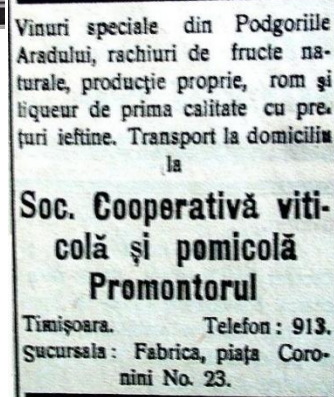 Vinuri speciale din Podgoriile
Aradului, rachiuri de fructe na-
turale, producție proprie, rom și
liqueur de prima calitate cu pre-
țuri ieftine. Transport la domiciliu
la
Soc. Cooperativă viti-
colă și pomicolă
Promontorul
Timișoara. Telefon: 913.
Sucursala: Fabrica, piața Coro-
nini No. 23.